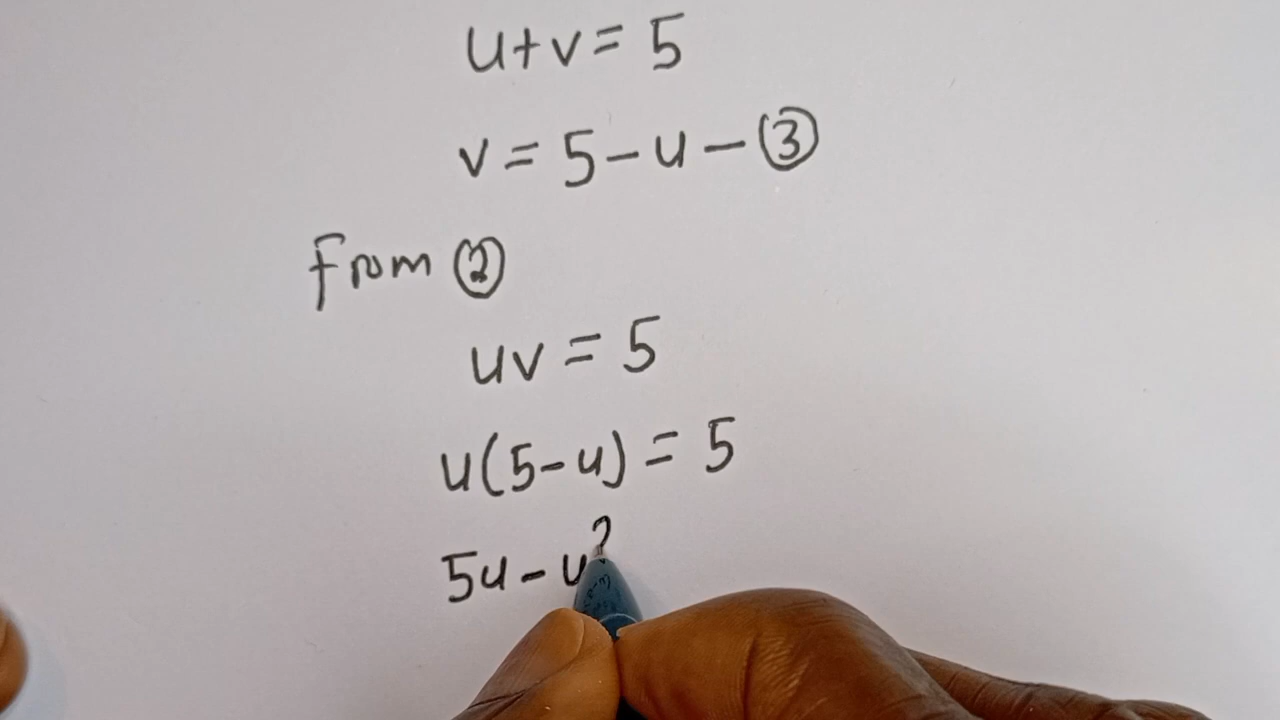 u+v = 5
v = 5-u-③
from ②
uv = 5
u(5-u) = 5
5u-u²